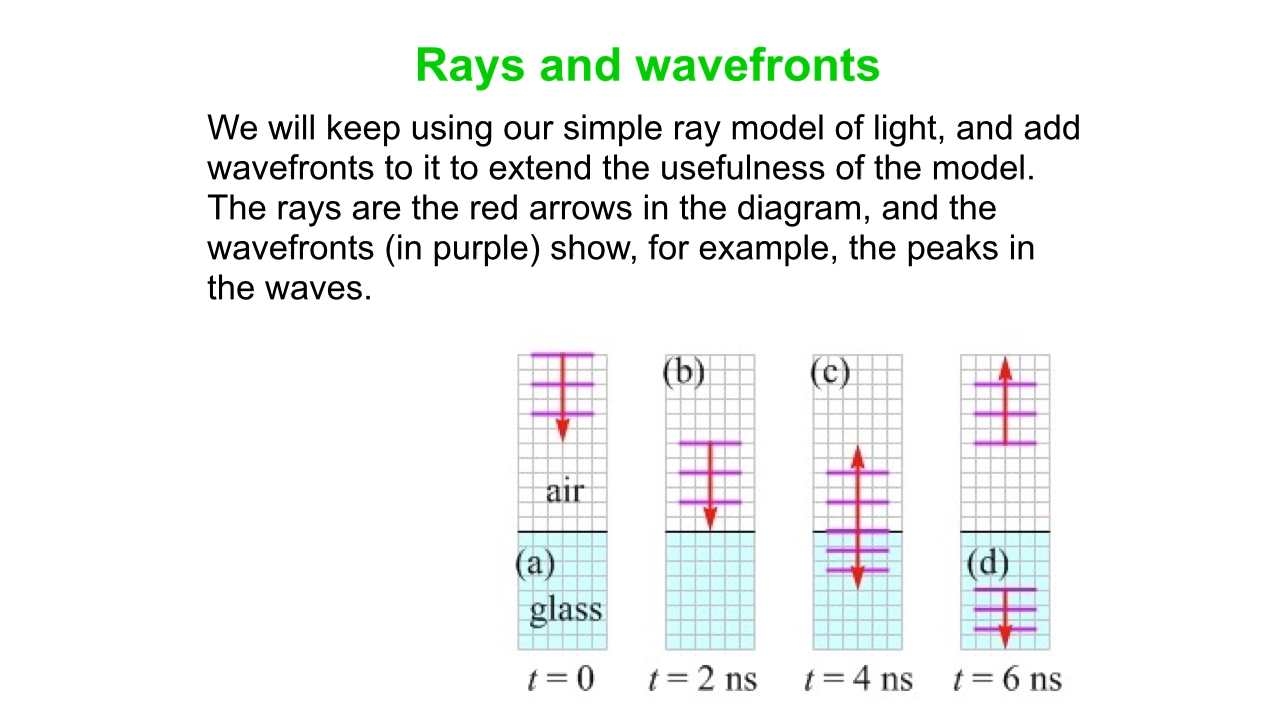 Rays and wavefronts
We will keep using our simple ray model of light, and add
wavefronts to it to extend the usefulness of the model.
The rays are the red arrows in the diagram, and the
wavefronts (in purple) show, for example, the peaks in
the waves.
(b)
(c)
air
(a)
(d)
glass
t = 0
t = 2 ns
t = 4 ns
t = 6 ns